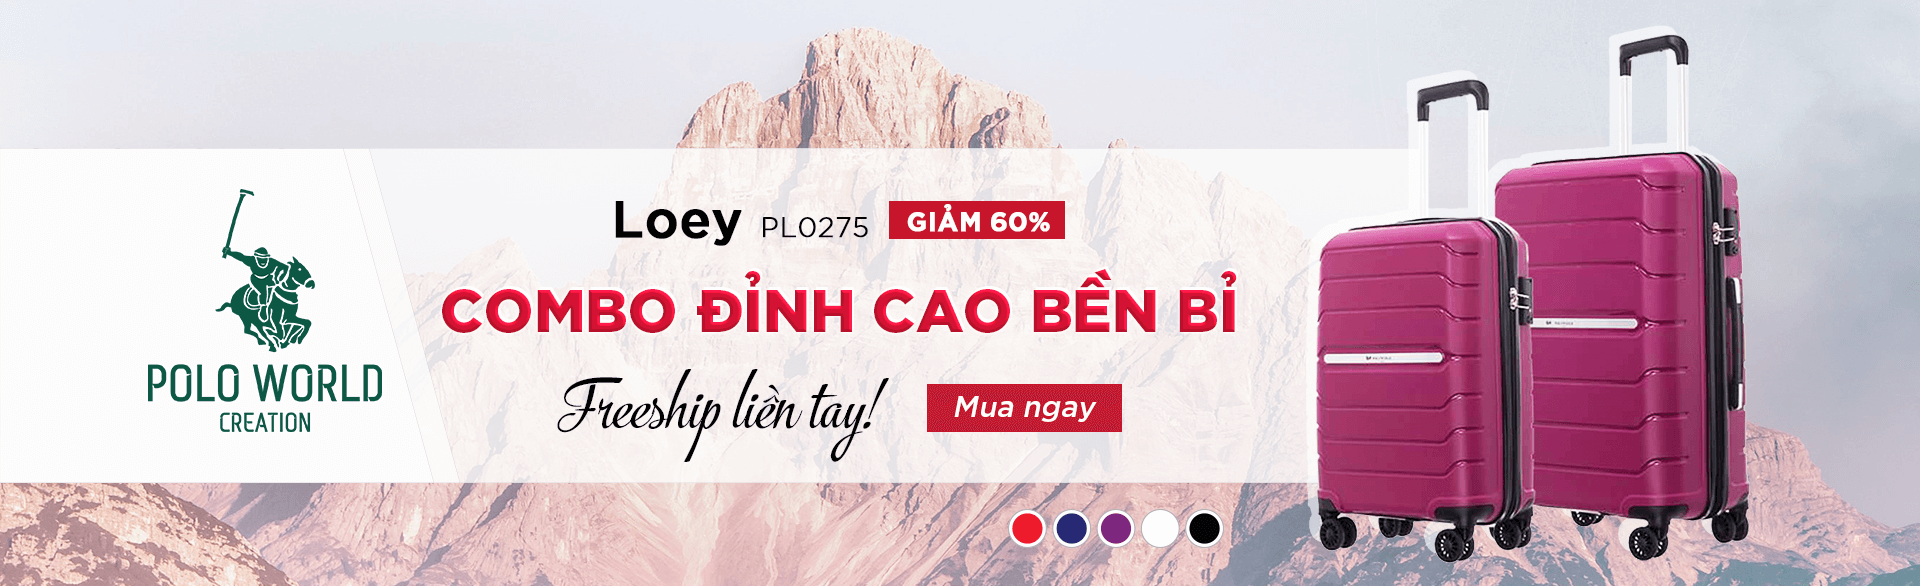 POLO WORLD
CREATION
Loey PL0275 GIẢM 60%
COMBO ĐỈNH CAO BỀN BỈ
Freeship liền tay! Mua ngay